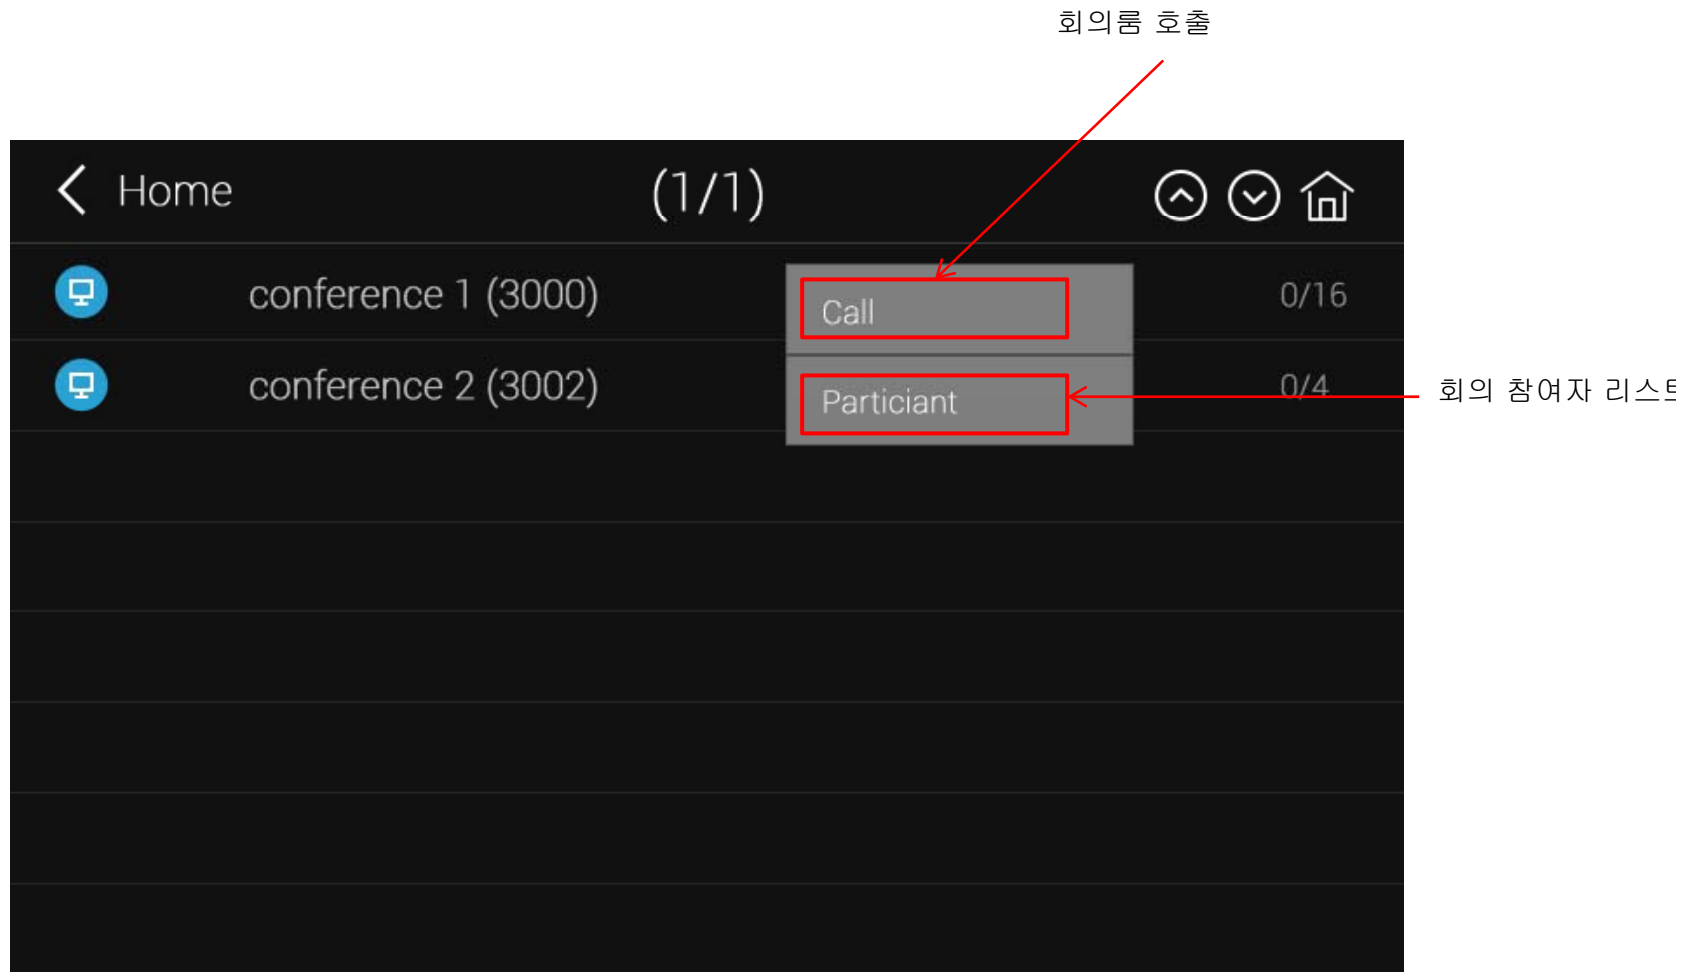 회의룸 호출
Home (1/1)
conference 1 (3000) Call 0/16
conference 2 (3002) Particiant 0/4
회의 참여자 리스트